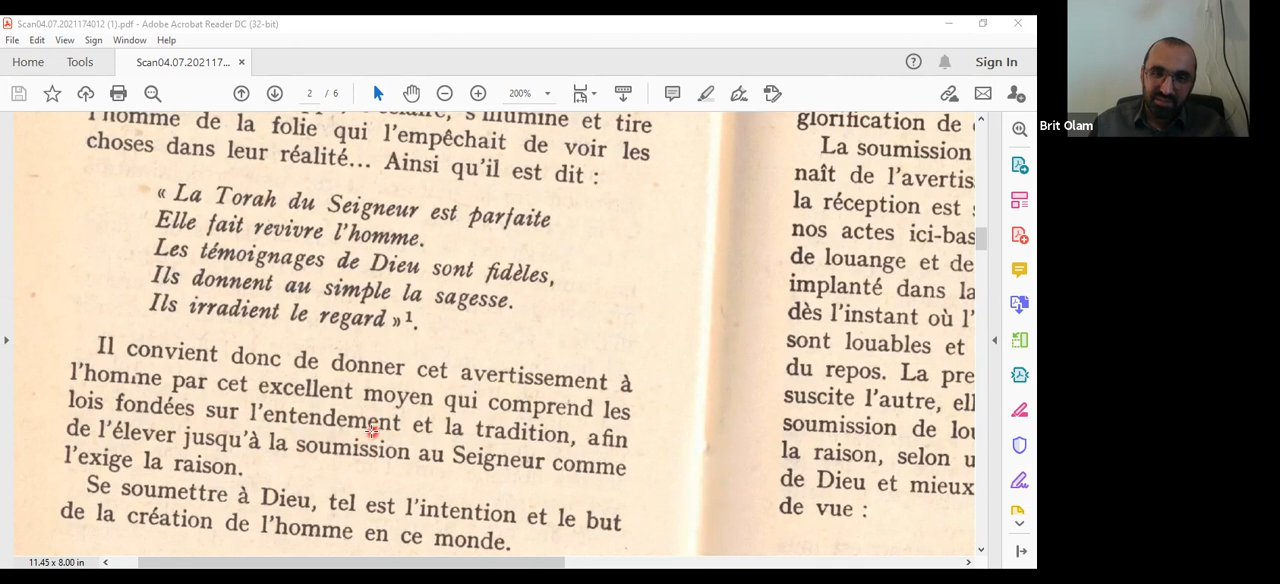 Scan04.07.2021174012 (1).pdf - Adobe Acrobat Reader DC (32-bit)
File Edit View Sign Window Help
Home Tools Scan04.07.202117... × Sign In
2 / 6 200%
l'homme de la folie qui l'empêchait de voir les
choses dans leur réalité... Ainsi qu'il est dit :
« La Torah du Seigneur est parfaite
Elle fait revivre l'homme.
Les témoignages de Dieu sont fidèles,
Ils donnent au simple la sagesse.
Ils irradient le regard »¹.
Il convient donc de donner cet avertissement à
l'homme par cet excellent moyen qui comprend les
lois fondées sur l'entendement et la tradition, afin
de l'élever jusqu'à la soumission au Seigneur comme
l'exige la raison.
Se soumettre à Dieu, tel est l'intention et le but
de la création de l'homme en ce monde.
glorification de
La soumission
naît de l'avertis
la réception est
nos actes ici-bas
de louange et de
implanté dans la
dès l'instant où l'
sont louables et
du repos. La pre
suscite l'autre, ell
soumission de lou
la raison, selon u
de Dieu et mieux
de vue :
11.45 x 8.00 in
Brit Olam